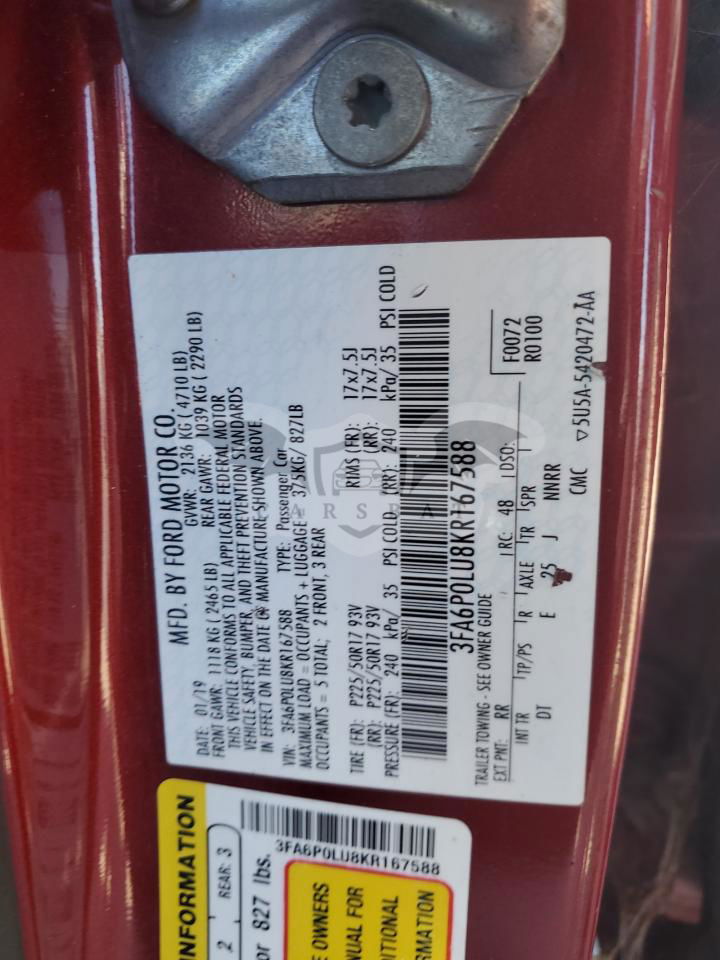 MFD. BY FORD MOTOR CO.
DATE: 01/19 GVWR: 2136 KG ( 4710 LB)
FRONT GAWR: 1118 KG ( 2465 LB) REAR GAWR: 1039 KG ( 2290 LB)
THIS VEHICLE CONFORMS TO ALL APPLICABLE FEDERAL MOTOR
VEHICLE SAFETY, BUMPER, AND THEFT PREVENTION STANDARDS
IN EFFECT ON THE DATE OF MANUFACTURE SHOWN ABOVE.
VIN: 3FA6P0LU8KR167588 TYPE: Passenger Car
MAXIMUM LOAD = OCCUPANTS + LUGGAGE = 375KG/ 827LB
OCCUPANTS = 5 TOTAL; 2 FRONT, 3 REAR
TIRE (FR): P225/50R17 93V RIMS (FR): 17x7.5J
(RR): P225/50R17 93V (RR): 17x7.5J
PRESSURE (FR): 240 kPa/ 35 PSI COLD (RR): 240 kPa/ 35 PSI COLD
3FA6P0LU8KR167588
TRAILER TOWING - SEE OWNER GUIDE F0072
EXT PNT: RR RC: 48 DSO: R0100
INT TR TP/PS R AXLE TR SPR
DT E 25 J NNRR
CMC ▽5U5A-5420472-AA
CARS
3FA6P0LU8KR167588
INFORMATION
2 REAR: 3
or 827 lbs.
E OWNERS
NUAL FOR
DITIONAL
RMATION